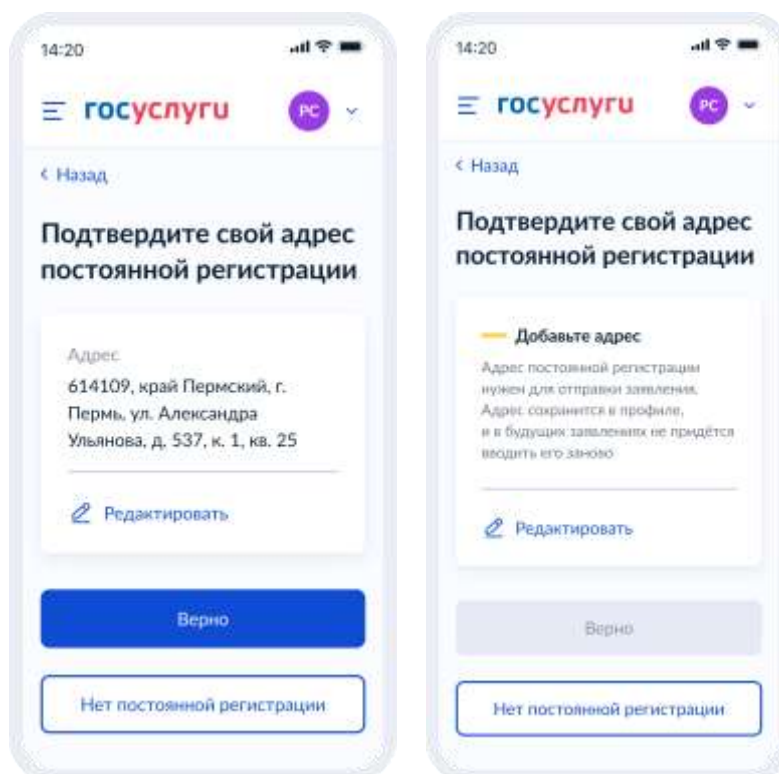 14:20
госуслуги
РС
Назад
Подтвердите свой адрес
постоянной регистрации
Адрес
614109, край Пермский, г.
Пермь, ул. Александра
Ульянова, д. 537, к. 1, кв. 25
Редактировать
Верно
Нет постоянной регистрации
14:20
госуслуги
РС
Назад
Подтвердите свой адрес
постоянной регистрации
Добавьте адрес
Адрес постоянной регистрации
нужен для отправки заявления.
Адрес сохранится в профиле,
и в будущих заявлениях не придётся
вводить его заново
Редактировать
Верно
Нет постоянной регистрации